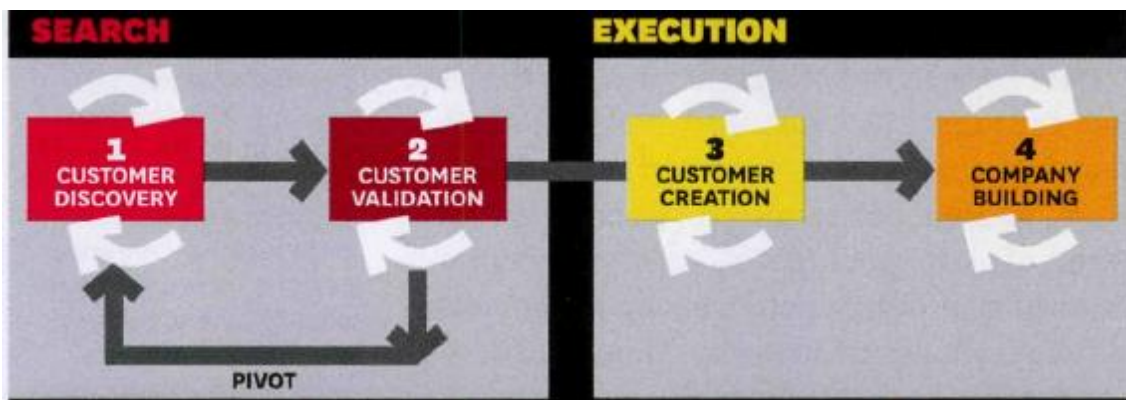 SEARCH
EXECUTION
1
CUSTOMER
DISCOVERY
2
CUSTOMER
VALIDATION
3
CUSTOMER
CREATION
4
COMPANY
BUILDING
PIVOT